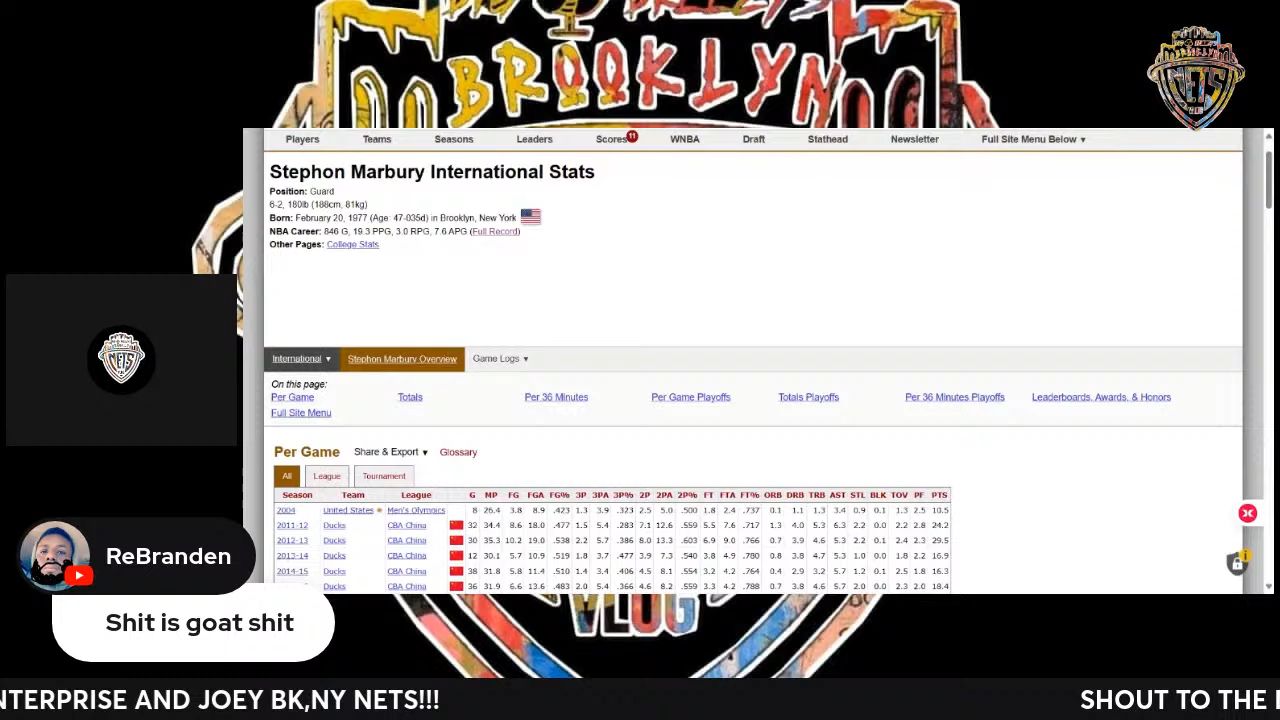 BROOKLYN
BROOKLYN
NETS
Players Teams Seasons Leaders Scores 11 WNBA Draft Stathead Newsletter Full Site Menu Below ▼
Stephon Marbury International Stats
Position: Guard
6-2, 180lb (188cm, 81kg)
Born: February 20, 1977 (Age: 47-035d) in Brooklyn, New York
NBA Career: 846 G, 19.3 PPG, 3.0 RPG, 7.6 APG (Full Record)
Other Pages: College Stats
NETS
International ▼ Stephon Marbury Overview Game Logs ▼
On this page:
Per Game Totals Per 36 Minutes Per Game Playoffs Totals Playoffs Per 36 Minutes Playoffs Leaderboards, Awards, & Honors
Full Site Menu
Per Game Share & Export ▼ Glossary
All League Tournament
Season Team League G MP FG FGA FG% 3P 3PA 3P% 2P 2PA 2P% FT FTA FT% ORB DRB TRB AST STL BLK TOV PF PTS
2004 United States Men's Olympics 8 26.4 3.8 8.9 .423 1.3 3.9 .323 2.5 5.0 .500 1.8 2.4 .737 0.1 1.1 1.3 3.4 0.9 0.1 1.3 2.5 10.5
2011-12 Ducks CBA China 32 34.4 8.6 18.0 .477 1.5 5.4 .283 7.1 12.6 .559 5.5 7.6 .717 1.3 4.0 5.3 6.3 2.2 0.0 2.2 2.8 24.2
2012-13 Ducks CBA China 30 35.3 10.2 19.0 .538 2.2 5.7 .386 8.0 13.3 .603 6.9 9.0 .766 0.7 3.9 4.6 5.3 2.2 0.1 2.4 2.3 29.5
2013-14 Ducks CBA China 12 30.1 5.7 10.9 .519 1.8 3.7 .477 3.9 7.3 .540 3.8 4.9 .780 0.8 3.8 4.7 5.3 1.0 0.0 1.8 2.2 16.9
2014-15 Ducks CBA China 38 31.8 5.8 11.4 .510 1.4 3.4 .406 4.5 8.1 .554 3.2 4.2 .764 0.4 2.9 3.2 5.7 1.2 0.1 2.5 1.8 16.3
Ducks CBA China 36 31.9 6.6 13.6 .483 2.0 5.4 .366 4.6 8.2 .559 3.3 4.2 .788 0.7 3.8 4.6 5.7 2.0 0.0 2.3 2.0 18.4
ReBranden
Shit is goat shit
VLOG
NTERPRISE AND JOEY BK,NY NETS!!! SHOUT TO THE